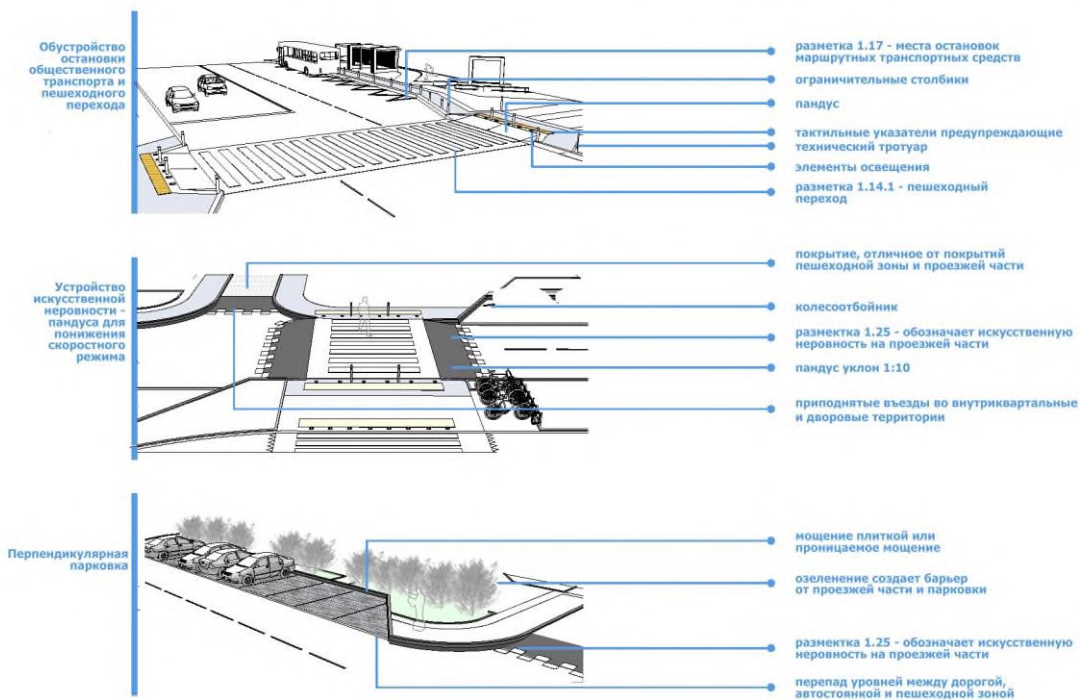 Обустройство
остановки
общественного
транспорта и
пешеходного
перехода
разметка 1.17 - места остановок
маршрутных транспортных средств
ограничительные столбики
пандус
тактильные указатели предупреждающие
технический тротуар
элементы освещения
разметка 1.14.1 - пешеходный
переход
Устройство
искусственной
неровности -
пандуса для
понижения
скоростного
режима
покрытие, отличное от покрытий
пешеходной зоны и проезжей части
колесоотбойник
размектка 1.25 - обозначает искусственную
неровность на проезжей части
пандус уклон 1:10
приподнятые въезды во внутриквартальные
и дворовые территории
Перпендикулярная
парковка
мощение плиткой или
проницаемое мощение
озеленение создает барьер
от проезжей части и парковки
размектка 1.25 - обозначает искусственную
неровность на проезжей части
перепад уровней между дорогой,
автостоянкой и пешеходной зоной